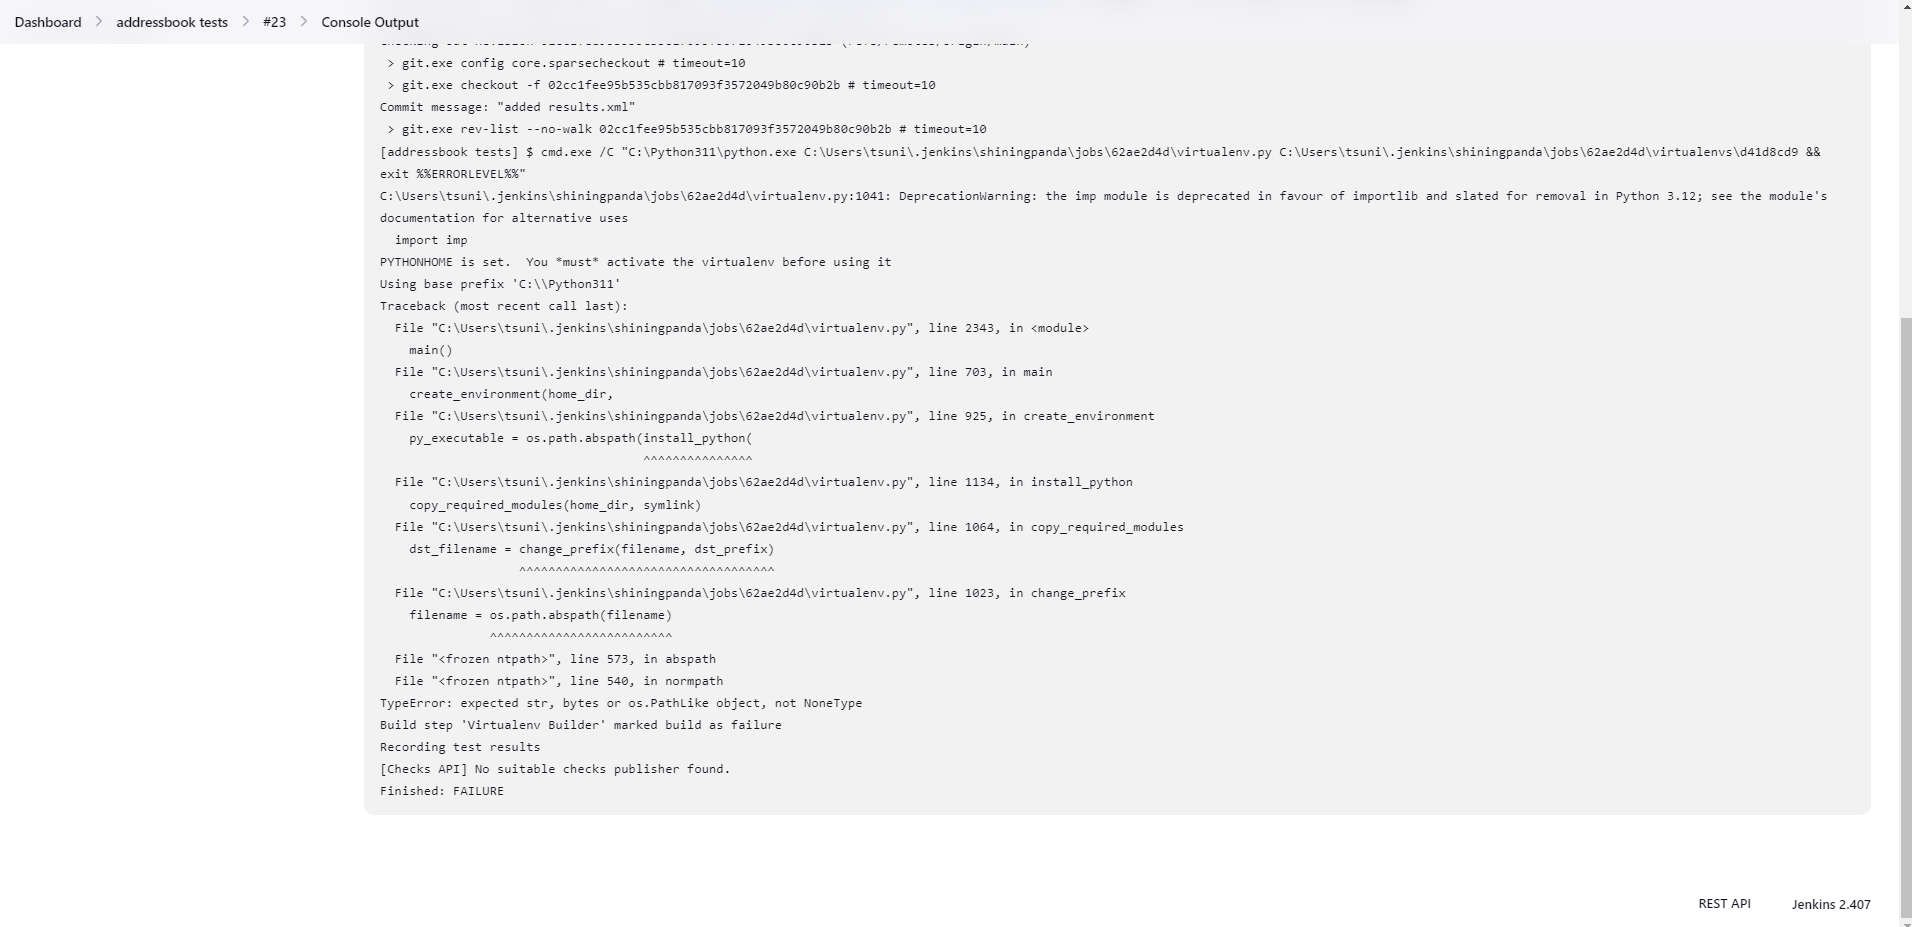 Dashboard > addressbook tests > #23 > Console Output
> git.exe config core.sparsecheckout # timeout=10
> git.exe checkout -f 02cc1fee95b535cbb817093f3572049b80c90b2b # timeout=10
Commit message: "added results.xml"
> git.exe rev-list --no-walk 02cc1fee95b535cbb817093f3572049b80c90b2b # timeout=10
[addressbook tests] $ cmd.exe /C "C:\Python311\python.exe C:\Users\tsuni\.jenkins\shiningpanda\jobs\62ae2d4d\virtualenv.py C:\Users\tsuni\.jenkins\shiningpanda\jobs\62ae2d4d\virtualenvs\d41d8cd9 &&
exit %%ERRORLEVEL%%"
C:\Users\tsuni\.jenkins\shiningpanda\jobs\62ae2d4d\virtualenv.py:1041: DeprecationWarning: the imp module is deprecated in favour of importlib and slated for removal in Python 3.12; see the module's
documentation for alternative uses
import imp
PYTHONHOME is set.  You *must* activate the virtualenv before using it
Using base prefix 'C:\\Python311'
Traceback (most recent call last):
File "C:\Users\tsuni\.jenkins\shiningpanda\jobs\62ae2d4d\virtualenv.py", line 2343, in <module>
main()
File "C:\Users\tsuni\.jenkins\shiningpanda\jobs\62ae2d4d\virtualenv.py", line 703, in main
create_environment(home_dir,
File "C:\Users\tsuni\.jenkins\shiningpanda\jobs\62ae2d4d\virtualenv.py", line 925, in create_environment
py_executable = os.path.abspath(install_python(
^^^^^^^^^^^^^^^
File "C:\Users\tsuni\.jenkins\shiningpanda\jobs\62ae2d4d\virtualenv.py", line 1134, in install_python
copy_required_modules(home_dir, symlink)
File "C:\Users\tsuni\.jenkins\shiningpanda\jobs\62ae2d4d\virtualenv.py", line 1064, in copy_required_modules
dst_filename = change_prefix(filename, dst_prefix)
^^^^^^^^^^^^^^^^^^^^^^^^^^^^^^^^^^^
File "C:\Users\tsuni\.jenkins\shiningpanda\jobs\62ae2d4d\virtualenv.py", line 1023, in change_prefix
filename = os.path.abspath(filename)
^^^^^^^^^^^^^^^^^^^^^^^^^
File "<frozen ntpath>", line 573, in abspath
File "<frozen ntpath>", line 540, in normpath
TypeError: expected str, bytes or os.PathLike object, not NoneType
Build step 'Virtualenv Builder' marked build as failure
Recording test results
[Checks API] No suitable checks publisher found.
Finished: FAILURE
REST API
Jenkins 2.407